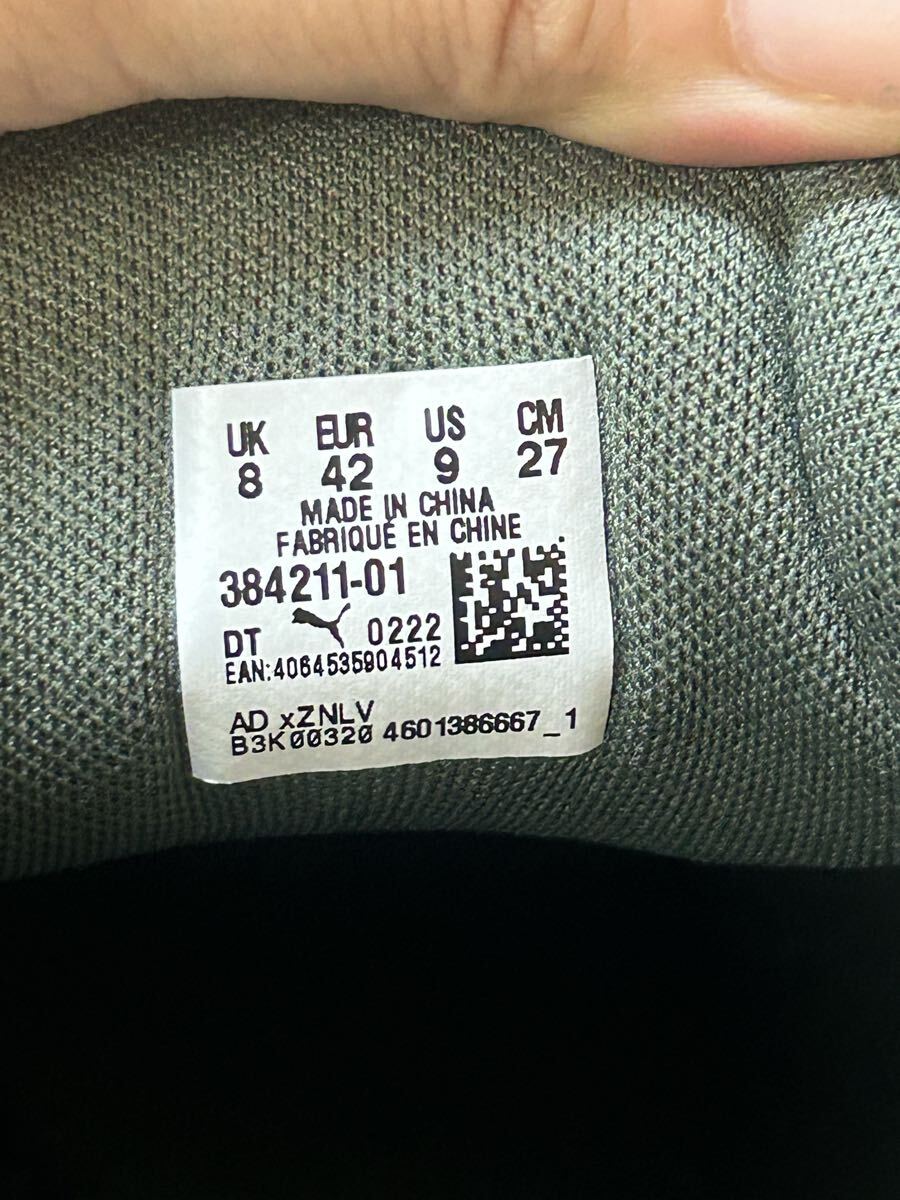 UK EUR US CM
8 42 9 27
MADE IN CHINA
FABRIQUÉ EN CHINE
384211-01
DT 0222
EAN:4064535904512
AD xZNLV
B3K00320 4601386667_1